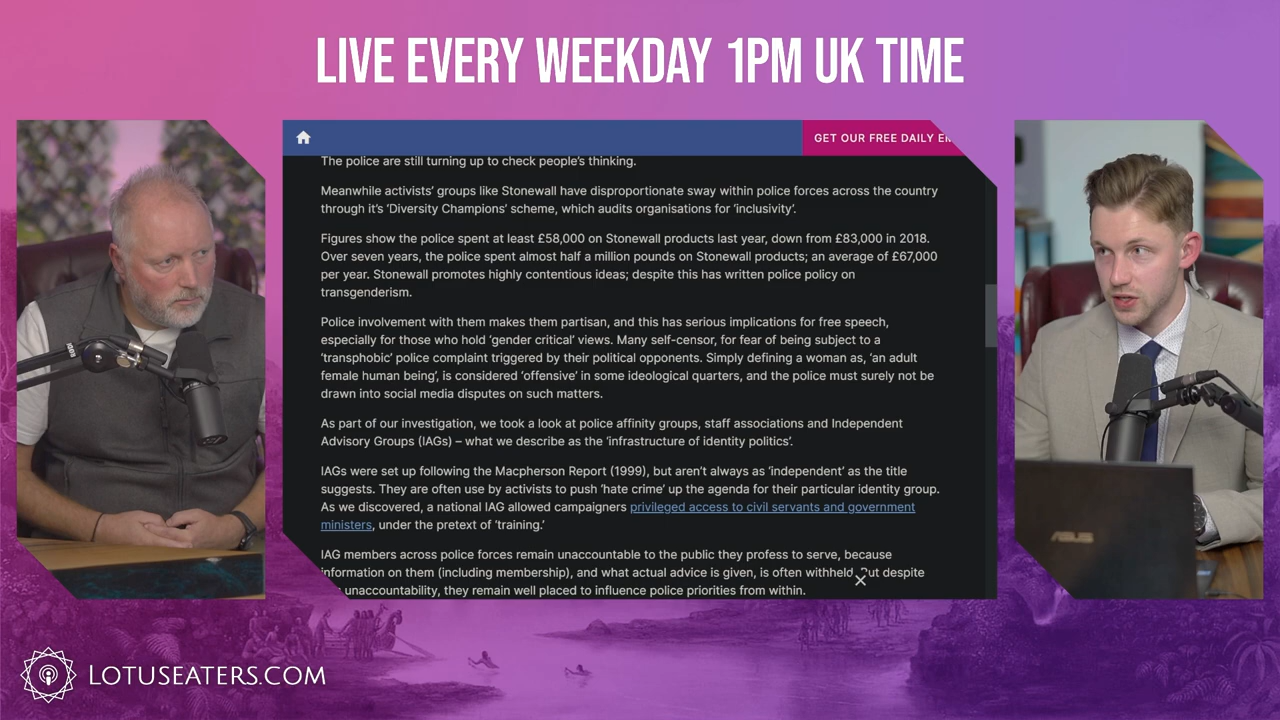 LIVE EVERY WEEKDAY 1PM UK TIME
GET OUR FREE DAILY
The police are still turning up to check people's thinking.
Meanwhile activists' groups like Stonewall have disproportionate sway within police forces across the country
through it's 'Diversity Champions' scheme, which audits organisations for 'inclusivity'.
Figures show the police spent at least £58,000 on Stonewall products last year, down from £83,000 in 2018.
Over seven years, the police spent almost half a million pounds on Stonewall products; an average of £67,000
per year. Stonewall promotes highly contentious ideas; despite this has written police policy on
transgenderism.
Police involvement with them makes them partisan, and this has serious implications for free speech,
especially for those who hold 'gender critical' views. Many self-censor, for fear of being subject to a
'transphobic' police complaint triggered by their political opponents. Simply defining a woman as, 'an adult
female human being', is considered 'offensive' in some ideological quarters, and the police must surely not be
drawn into social media disputes on such matters.
As part of our investigation, we took a look at police affinity groups, staff associations and Independent
Advisory Groups (IAGs) – what we describe as the 'infrastructure of identity politics'.
IAGs were set up following the Macpherson Report (1999), but aren't always as 'independent' as the title
suggests. They are often use by activists to push 'hate crime' up the agenda for their particular identity group.
As we discovered, a national IAG allowed campaigners privileged access to civil servants and government
ministers, under the pretext of 'training.'
IAG members across police forces remain unaccountable to the public they profess to serve, because
information on them (including membership), and what actual advice is given, is often withheld. But despite
unaccountability, they remain well placed to influence police priorities from within.
ASUS
RØDE
LOTUSEATERS.COM